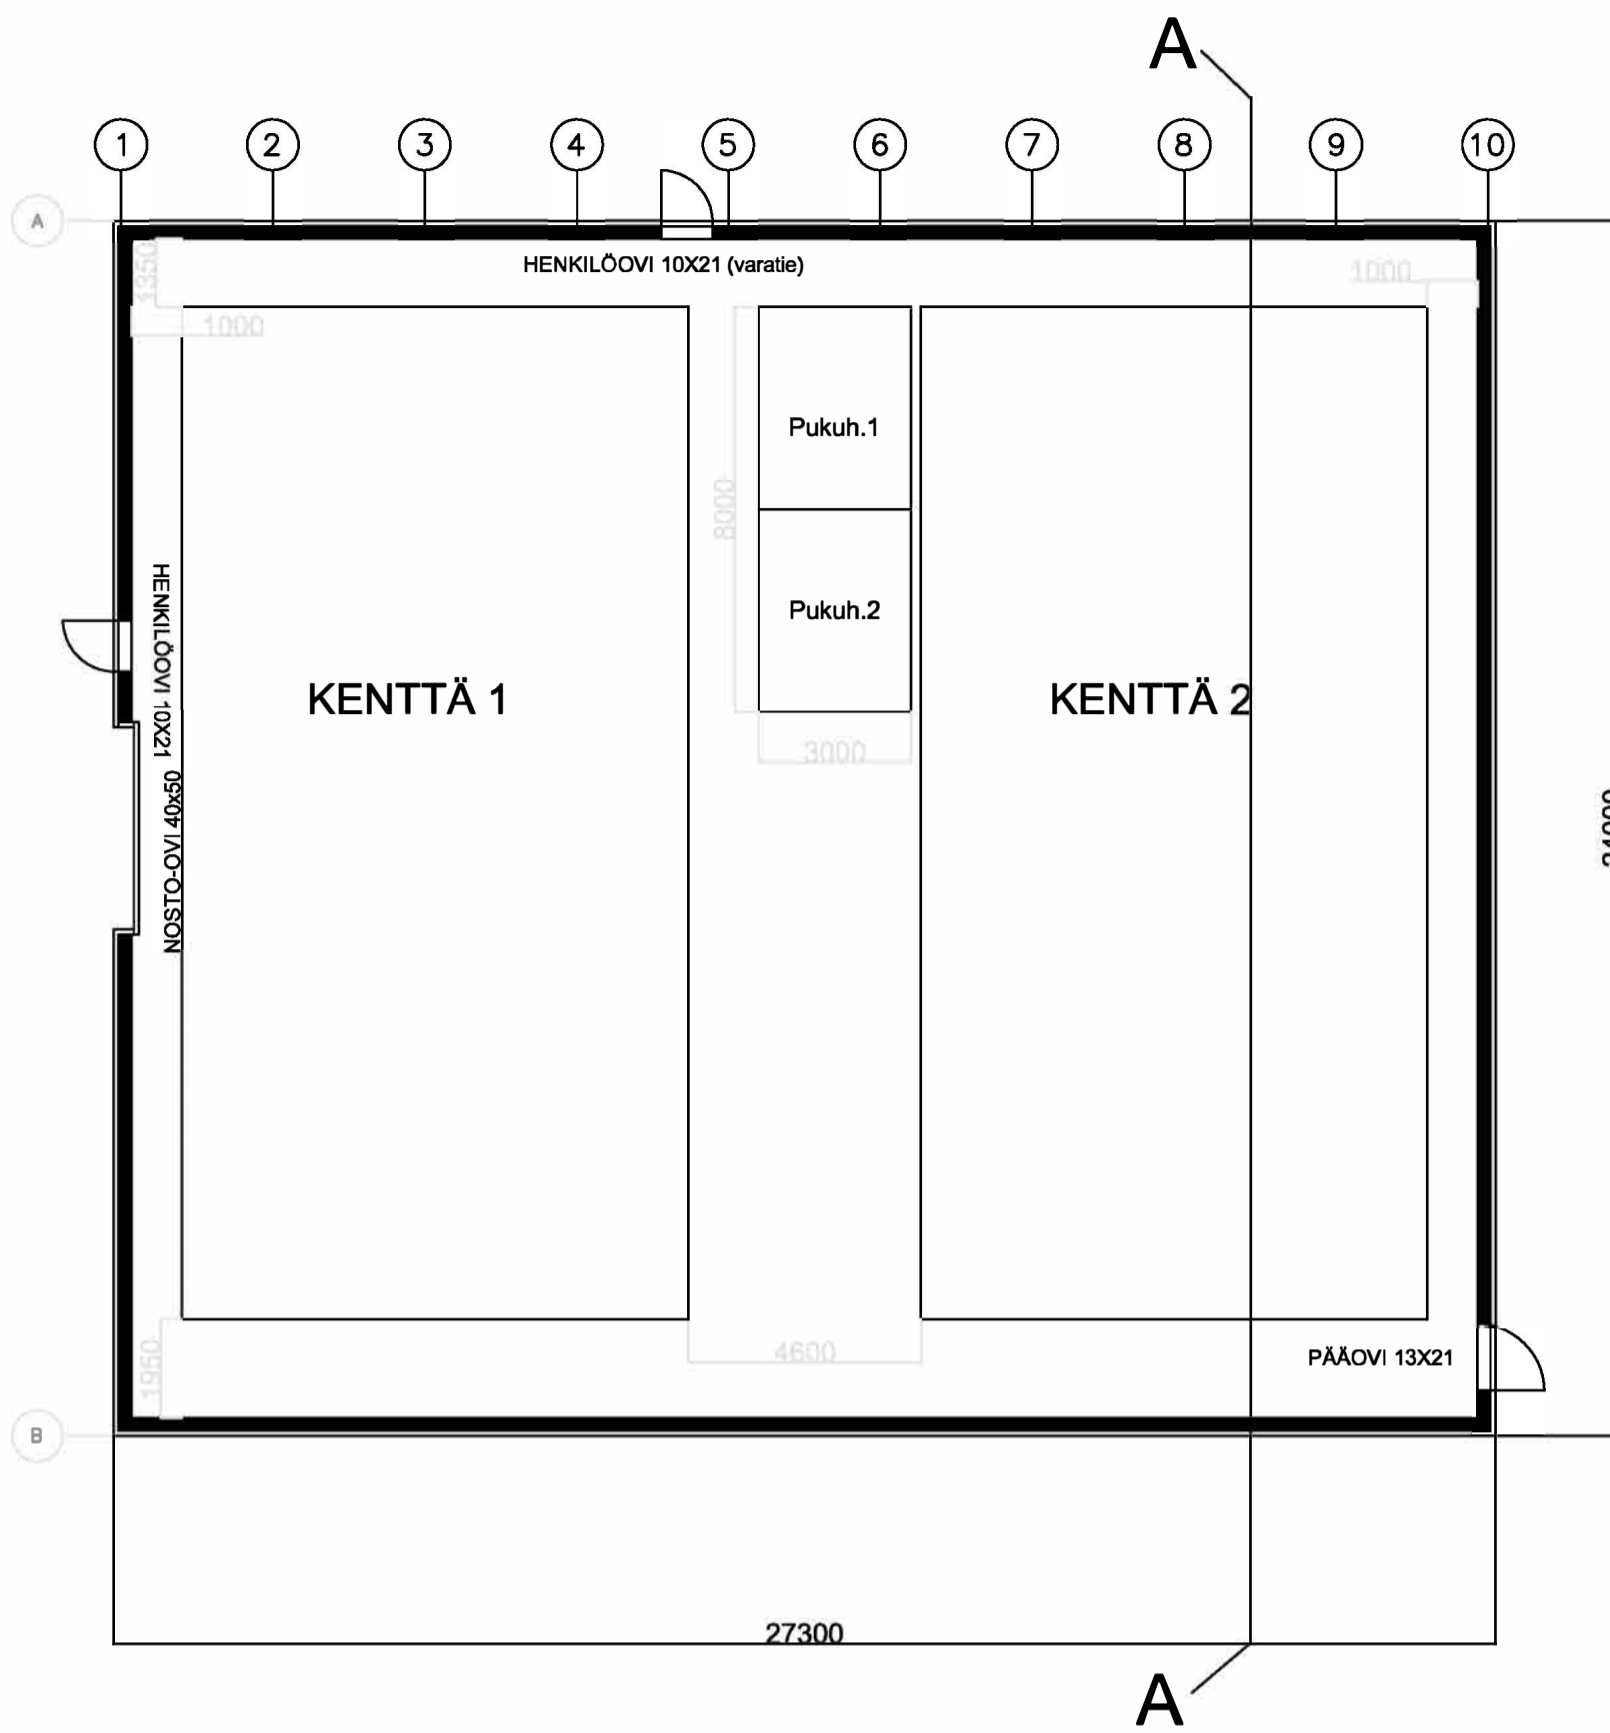 A
1 2 3 4 5 6 7 8 9 10
A
HENKILÖOVI 10X21 (varatie)
1350
1000
1000
Pukuh.1
8000
HENKILÖOVI 10X21
Pukuh.2
KENTTÄ 1
KENTTÄ 2
3000
NOSTO-OVI 40x50
1950
4600
PÄÄOVI 13X21
B
27300
A